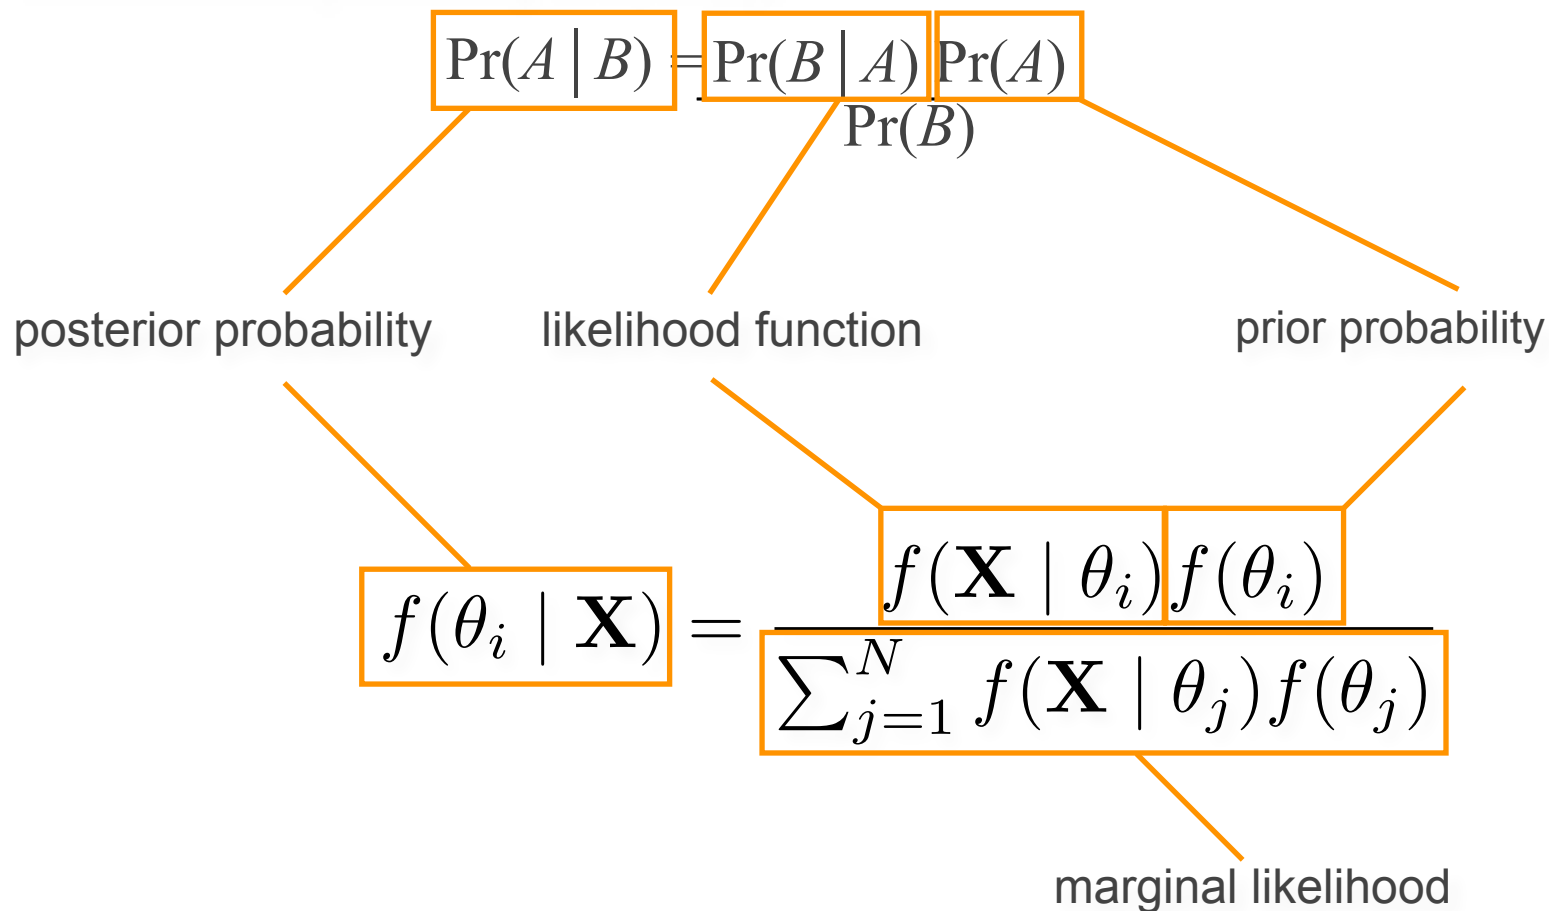 Pr(A | B) = Pr(B | A) Pr(A)
Pr(B)
posterior probability likelihood function prior probability
f(X | θ_i) f(θ_i)
f(θ_i | X) =
∑_{j=1}^{N} f(X | θ_j) f(θ_j)
marginal likelihood